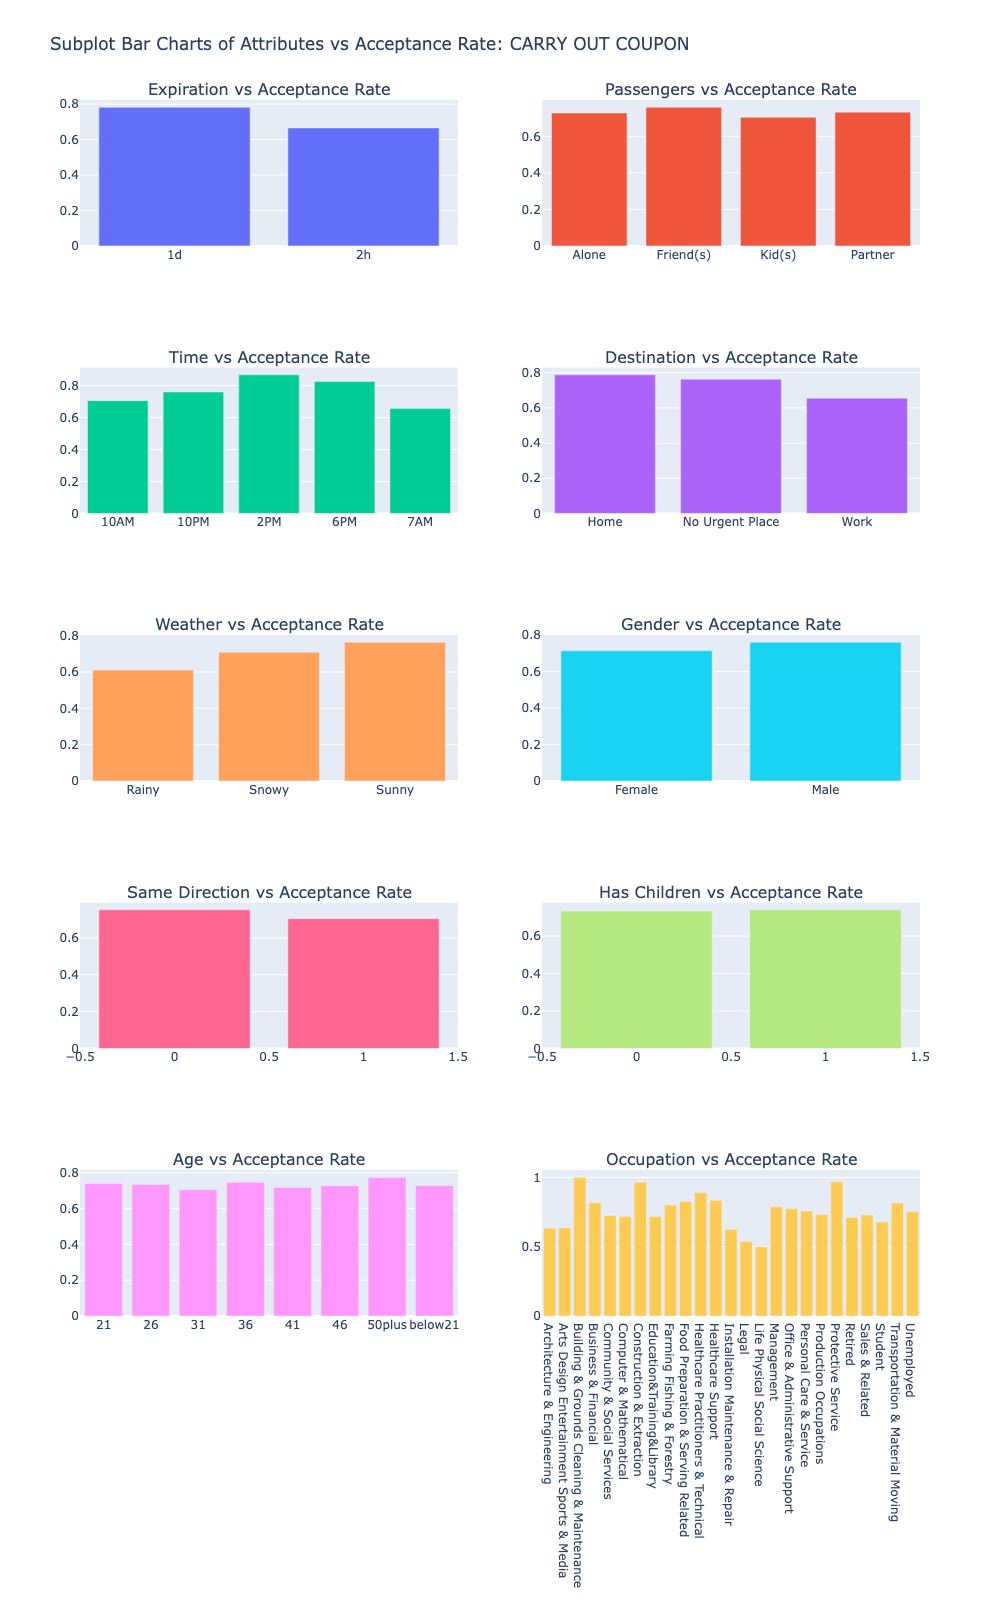 Subplot Bar Charts of Attributes vs Acceptance Rate: CARRY OUT COUPON
Expiration vs Acceptance Rate
0.8
0.6
0.4
0.2
0
1d
2h
Passengers vs Acceptance Rate
0.6
0.4
0.2
0
Alone
Friend(s)
Kid(s)
Partner
Time vs Acceptance Rate
0.8
0.6
0.4
0.2
0
10AM
10PM
2PM
6PM
7AM
Destination vs Acceptance Rate
0.8
0.6
0.4
0.2
0
Home
No Urgent Place
Work
Weather vs Acceptance Rate
0.8
0.6
0.4
0.2
0
Rainy
Snowy
Sunny
Gender vs Acceptance Rate
0.8
0.6
0.4
0.2
0
Female
Male
Same Direction vs Acceptance Rate
0.6
0.4
0.2
0
−0.5
0
0.5
1
1.5
Has Children vs Acceptance Rate
0.6
0.4
0.2
0
−0.5
0
0.5
1
1.5
Age vs Acceptance Rate
0.8
0.6
0.4
0.2
0
21
26
31
36
41
46
50plus
below21
Occupation vs Acceptance Rate
1
0.5
0
Architecture & Engineering
Arts Design Entertainment Sports & Media
Building & Grounds Cleaning & Maintenance
Business & Financial
Community & Social Services
Computer & Mathematical
Construction & Extraction
Education&Training&Library
Farming Fishing & Forestry
Food Preparation & Serving Related
Healthcare Practitioners & Technical
Healthcare Support
Installation Maintenance & Repair
Legal
Life Physical Social Science
Management
Office & Administrative Support
Personal Care & Service
Production Occupations
Protective Service
Retired
Sales & Related
Student
Transportation & Material Moving
Unemployed